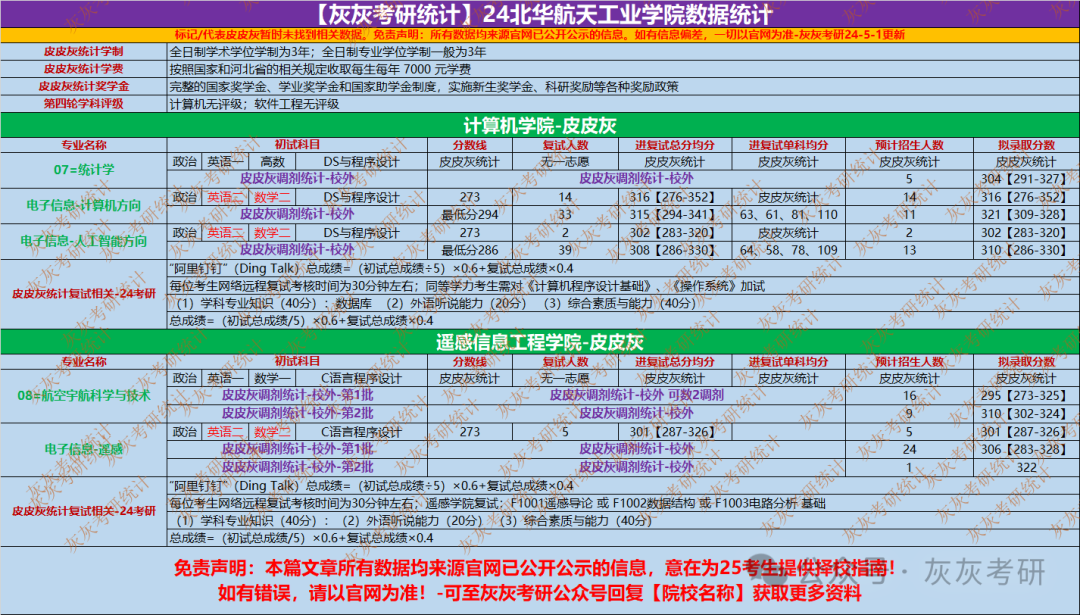 【灰灰考研统计】24北华航天工业学院数据统计
标记/代表皮皮灰暂时未找到相关数据。免责声明：所有数据均来源官网已公开公示的信息。如有信息偏差，一切以官网为准-灰灰考研24-5-1更新
皮皮灰统计学制 全日制学术学位学制为3年；全日制专业学位学制一般为3年
皮皮灰统计学费 按照国家和河北省的相关规定收取每生每年 7000 元学费
皮皮灰统计奖学金 完整的国家奖学金、学业奖学金和国家助学金制度，实施新生奖学金、科研奖励等各种奖励政策
第四轮学科评级 计算机无评级；软件工程无评级
计算机学院-皮皮灰
专业名称 初试科目 分数线 复试人数 进复试总分均分 进复试单科均分 预计招生人数 拟录取分数
07=统计学 政治 英语一 高数 DS与程序设计 皮皮灰统计 无一志愿 皮皮灰统计 皮皮灰统计 皮皮灰统计 皮皮灰统计
皮皮灰调剂统计-校外 皮皮灰调剂统计-校外 5 304【291-327】
电子信息-计算机方向 政治 英语二 数学二 DS与程序设计 273 14 316【276-352】 皮皮灰统计 14 316【276-352】
皮皮灰调剂统计-校外 最低分294 33 315【294-341】 63、61、81、110 11 321【309-328】
电子信息-人工智能方向 政治 英语二 数学二 DS与程序设计 273 2 302【283-320】 皮皮灰统计 2 302【283-320】
皮皮灰调剂统计-校外 最低分286 39 308【286-330】 64、58、78、109 13 310【286-330】
皮皮灰统计复试相关-24考研 “阿里钉钉”（Ding Talk）总成绩=（初试总成绩÷5）×0.6+复试总成绩×0.4
每位考生网络远程复试考核时间为30分钟左右；同等学力考生需对《计算机程序设计基础》、《操作系统》加试
（1）学科专业知识（40分）：数据库 （2）外语听说能力（20分） （3）综合素质与能力（40分）
总成绩=（初试总成绩/5）×0.6+复试总成绩×0.4
遥感信息工程学院-皮皮灰
专业名称 初试科目 分数线 复试人数 进复试总分均分 进复试单科均分 预计招生人数 拟录取分数
08=航空宇航科学与技术 政治 英语一 数学一 C语言程序设计 皮皮灰统计 无一志愿 皮皮灰统计 皮皮灰统计 皮皮灰统计 皮皮灰统计
皮皮灰调剂统计-校外-第1批 皮皮灰调剂统计-校外 可数2调剂 16 295【273-325】
皮皮灰调剂统计-校外-第2批 皮皮灰调剂统计-校外 9 310【302-324】
电子信息-遥感 政治 英语二 数学二 C语言程序设计 273 5 301【287-326】 5 301【287-326】
皮皮灰调剂统计-校外-第1批 皮皮灰调剂统计-校外 24 306【283-328】
皮皮灰调剂统计-校外-第2批 皮皮灰调剂统计-校外 1 322
皮皮灰统计复试相关-24考研 “阿里钉钉”（Ding Talk）总成绩=（初试总成绩÷5）×0.6+复试总成绩×0.4
每位考生网络远程复试考核时间为30分钟左右；遥感学院复试：F1001遥感导论 或 F1002数据结构 或 F1003电路分析 基础
（1）学科专业知识（40分）：（2）外语听说能力（20分）（3）综合素质与能力（40分）
总成绩=（初试总成绩/5）×0.6+复试总成绩×0.4
免责声明：本篇文章所有数据均来源官网已公开公示的信息，意在为25考生提供择校指南！
如有错误，请以官网为准！-可至灰灰考研公众号回复【院校名称】获取更多资料
公众号 · 灰灰考研